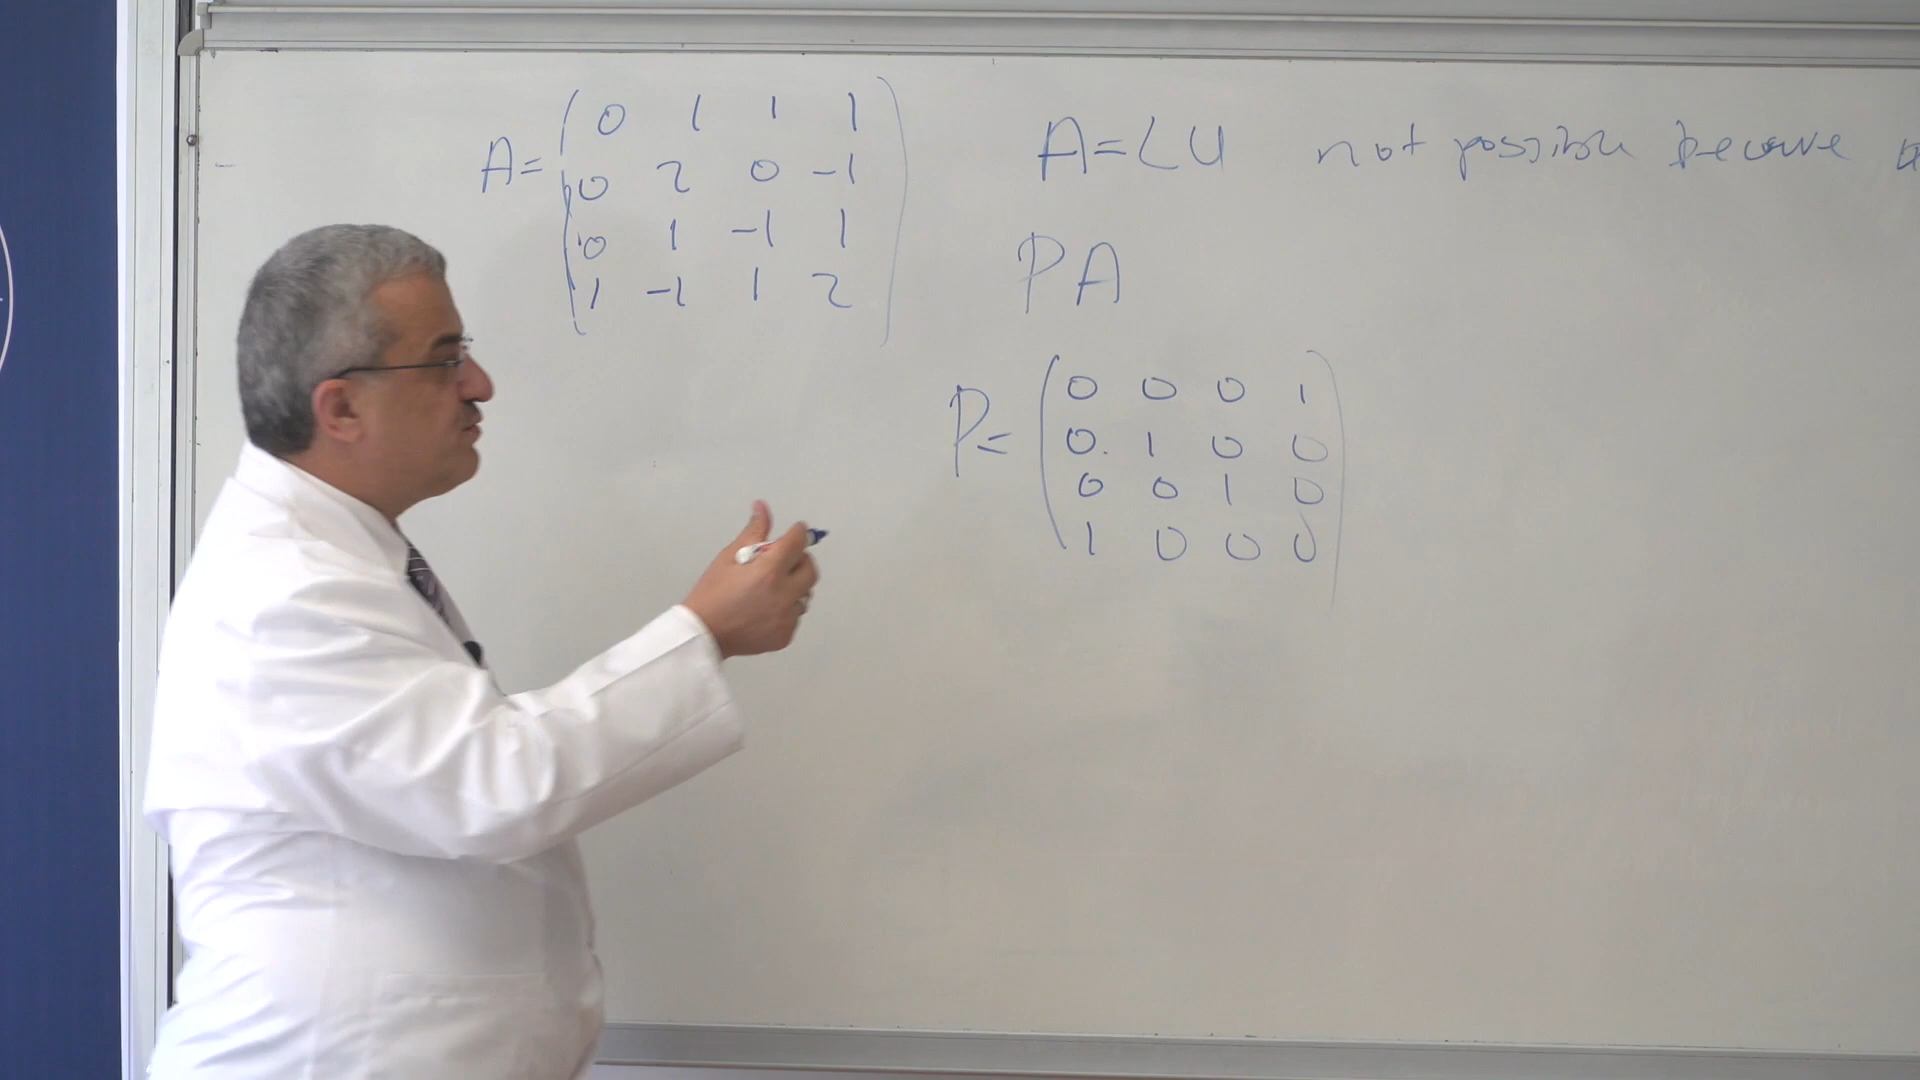 A= 0 1 1 1
0 2 0 -1
0 1 -1 1
1 -1 1 2
A=LU not possible because
PA
P= 0 0 0 1
0 1 0 0
0 0 1 0
1 0 0 0